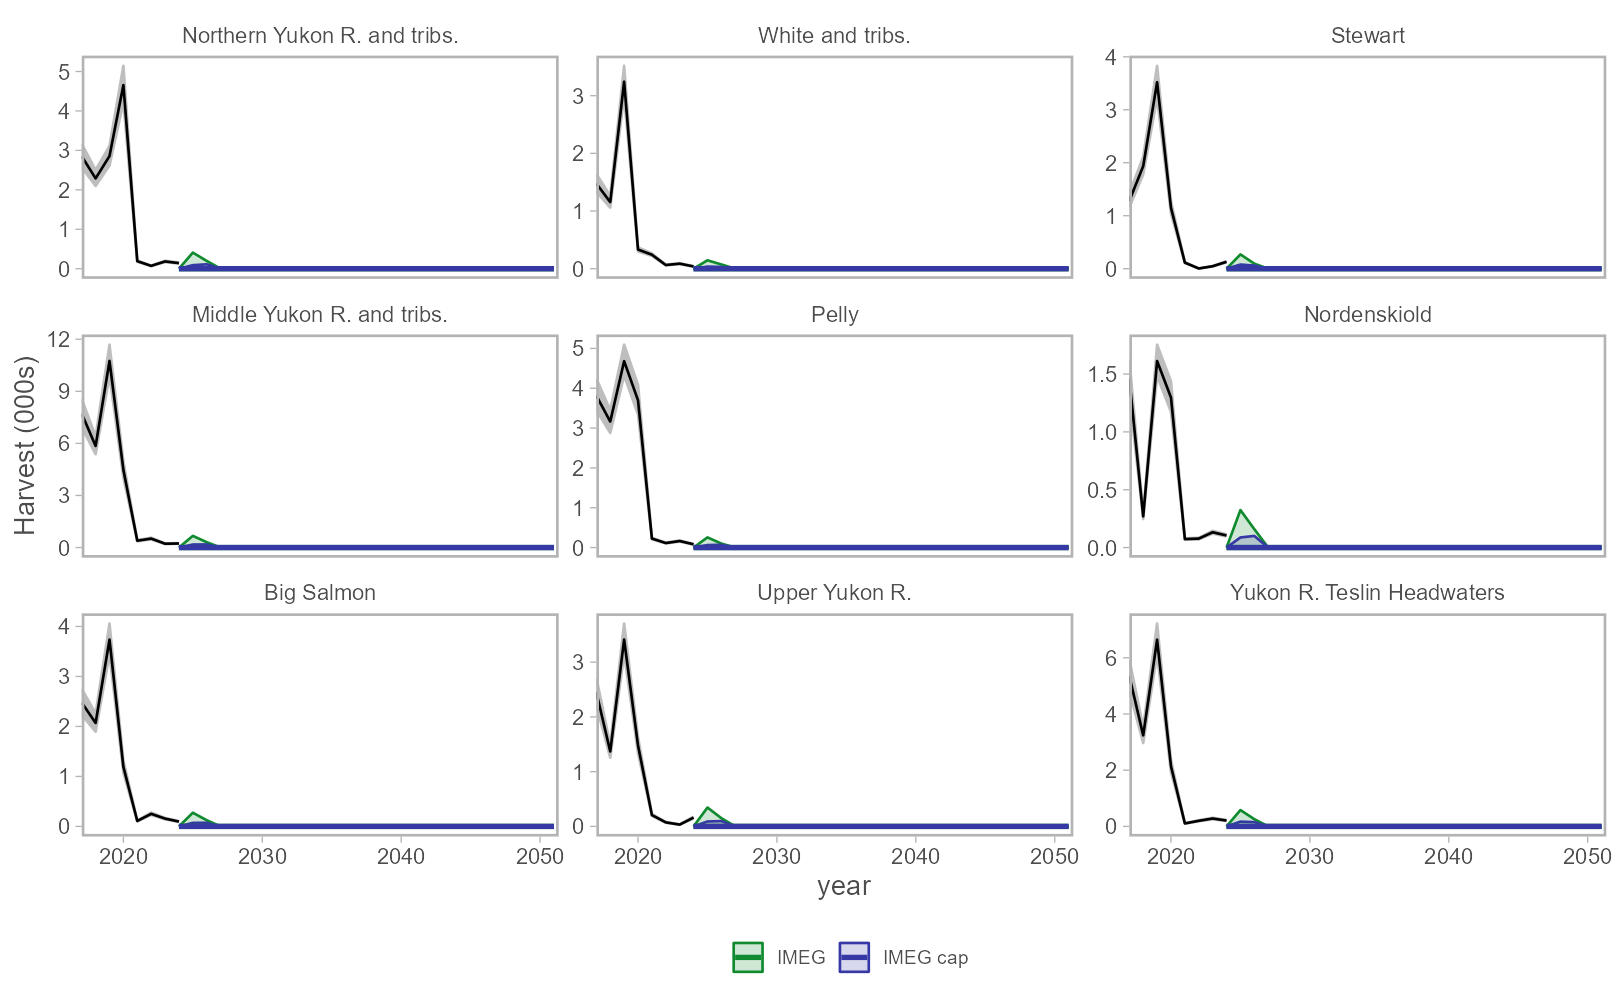 Northern Yukon R. and tribs. White and tribs. Stewart
5 4 3 2 1 0
3 2 1 0
4 3 2 1 0
Middle Yukon R. and tribs. Pelly Nordenskiold
12 9 6 3 0
5 4 3 2 1 0
1.5 1.0 0.5 0.0
Harvest (000s)
Big Salmon Upper Yukon R. Yukon R. Teslin Headwaters
4 3 2 1 0
3 2 1 0
6 4 2 0
2020 2030 2040 2050 2020 2030 2040 2050 2020 2030 2040 2050
year
IMEG IMEG cap